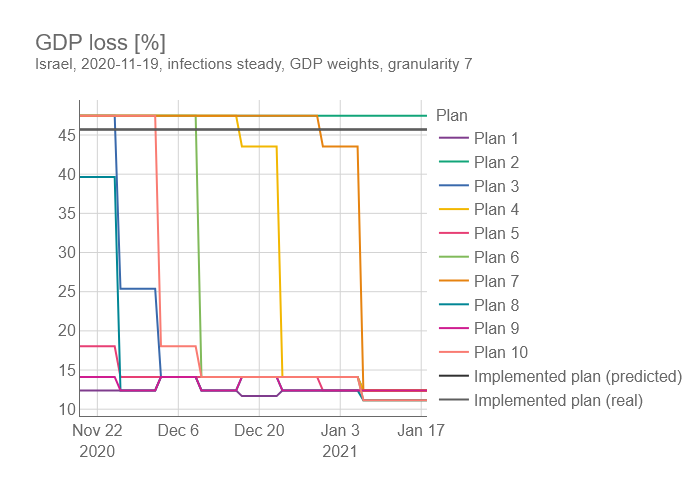 GDP loss [%]
Israel, 2020-11-19, infections steady, GDP weights, granularity 7
Plan
45
40
35
30
25
20
15
10
Plan 1
Plan 2
Plan 3
Plan 4
Plan 5
Plan 6
Plan 7
Plan 8
Plan 9
Plan 10
Implemented plan (predicted)
Implemented plan (real)
Nov 22 Dec 6 Dec 20 Jan 3 Jan 17
2020 2021